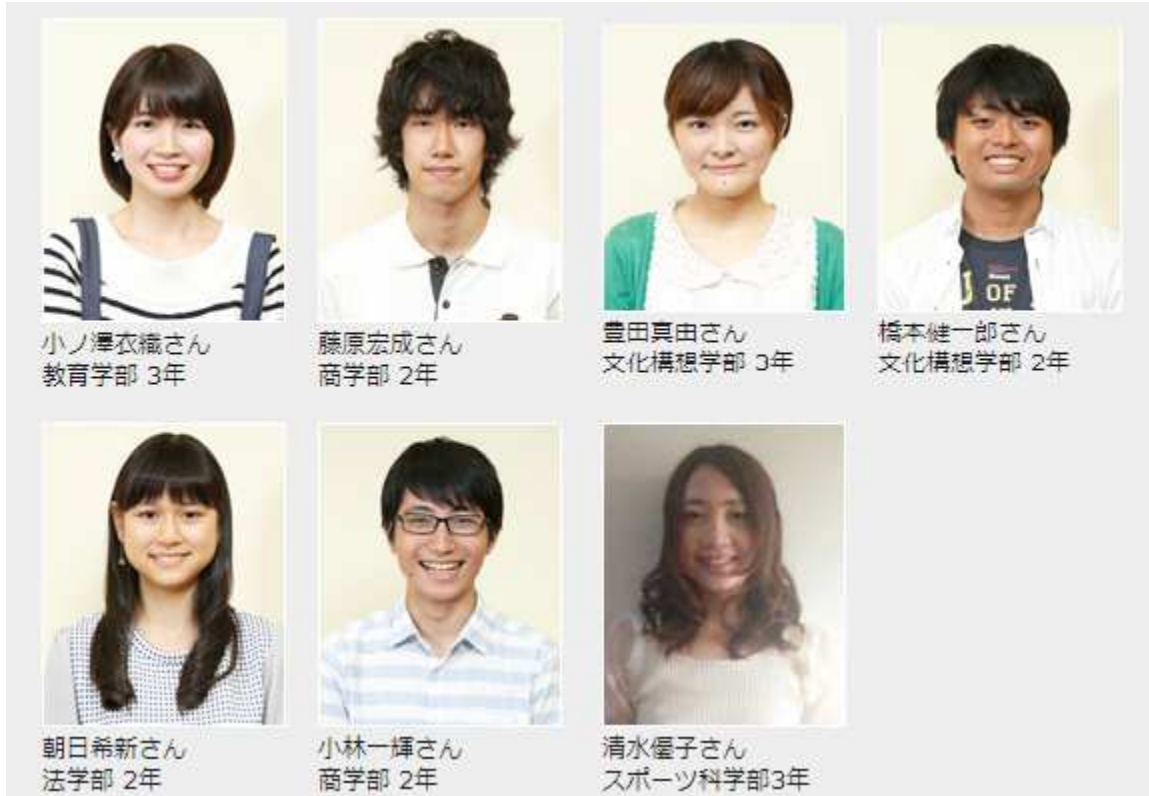 小ノ澤衣織さん
教育学部 3年
藤原宏成さん
商学部 2年
豊田真由さん
文化構想学部 3年
橋本健一郎さん
文化構想学部 2年
U OF
朝日希新さん
法学部 2年
小林一輝さん
商学部 2年
清水優子さん
スポーツ科学部3年